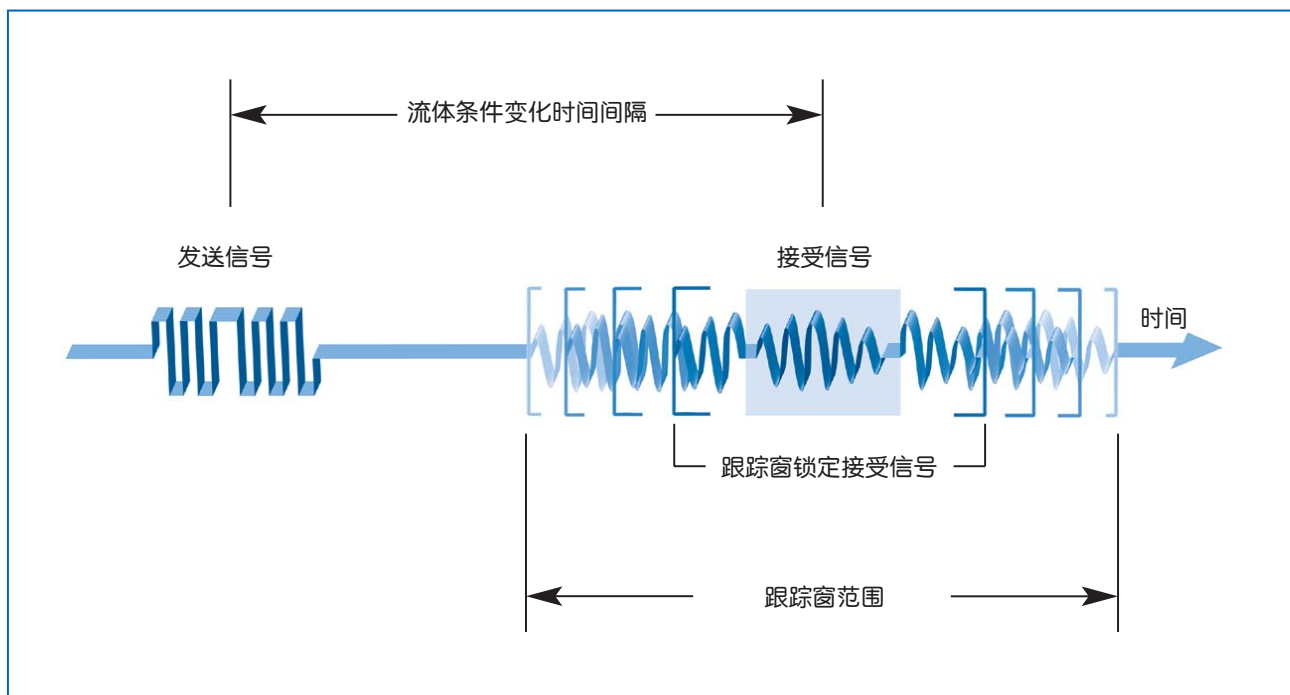 流体条件变化时间间隔
发送信号
接受信号
时间
跟踪窗锁定接受信号
跟踪窗范围